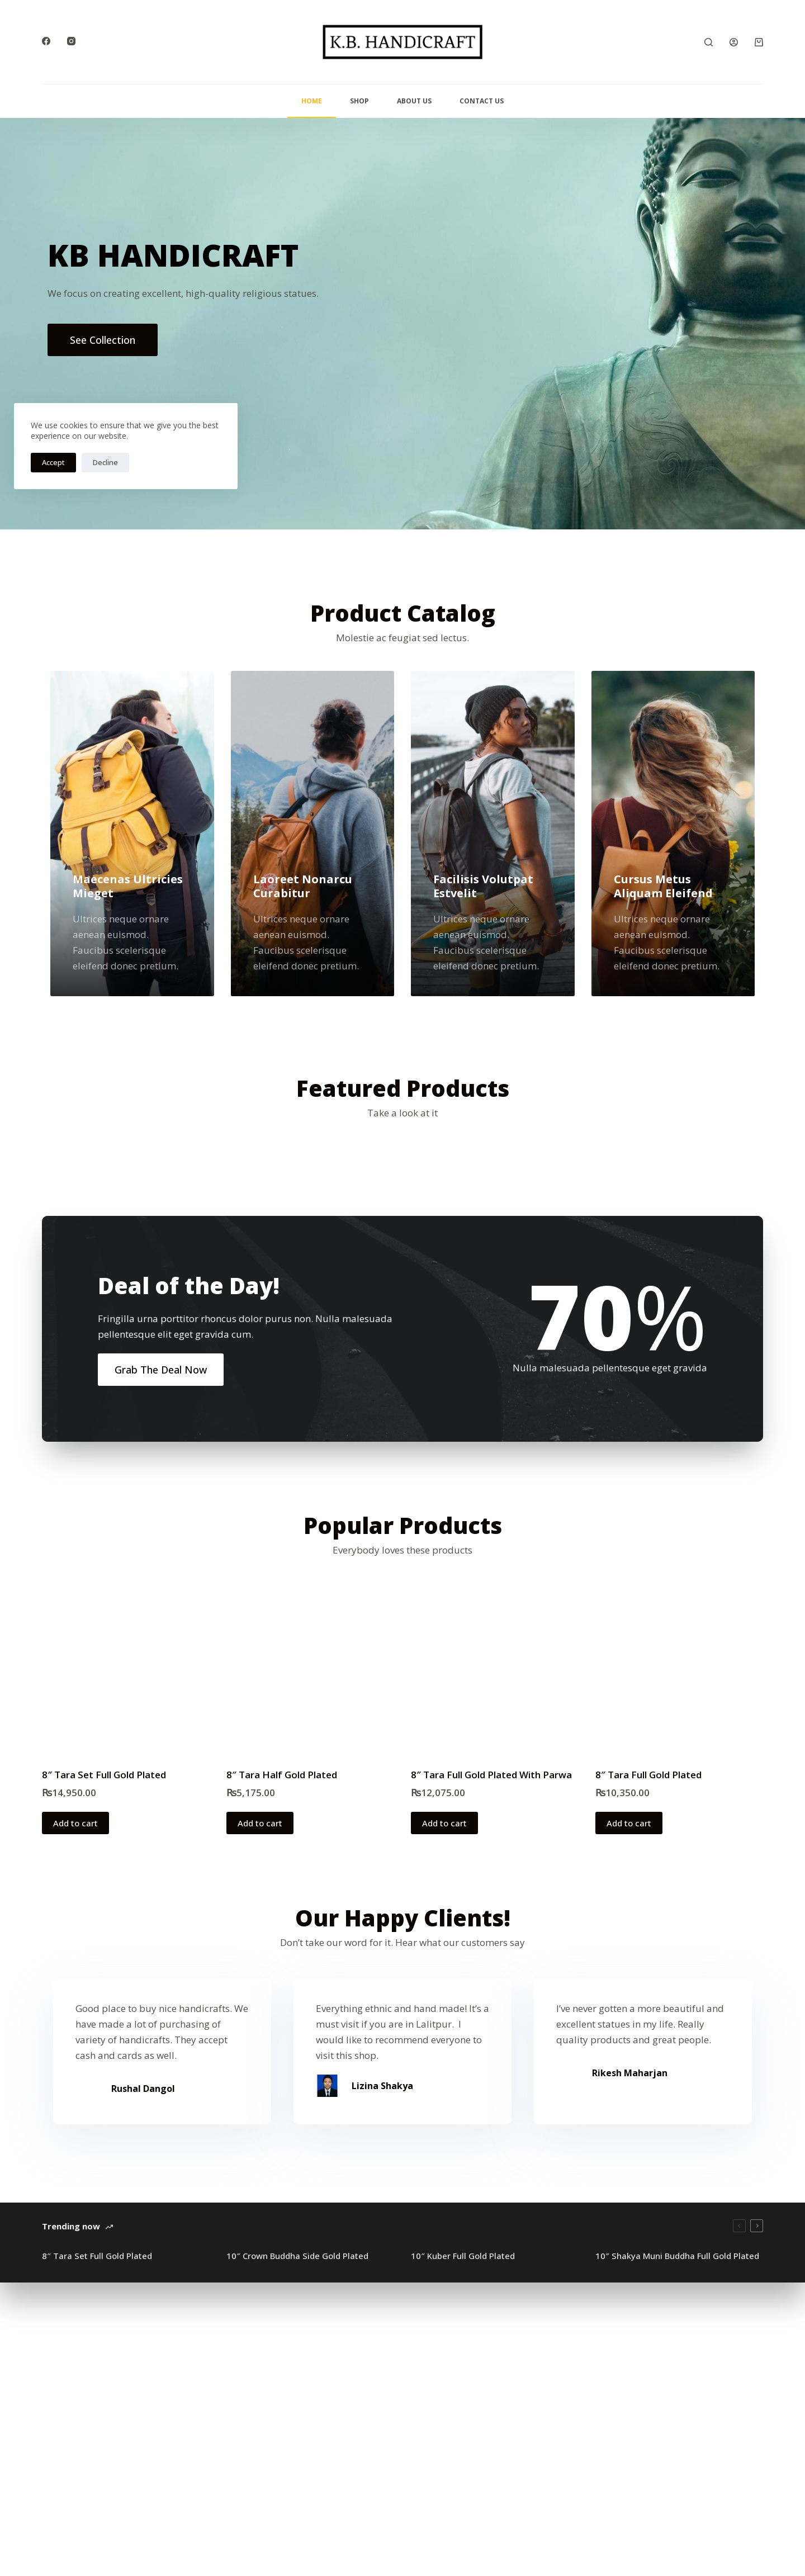 K.B. HANDICRAFT
HOME
SHOP
ABOUT US
CONTACT US
KB HANDICRAFT
We focus on creating excellent, high-quality religious statues.
See Collection
We use cookies to ensure that we give you the best
experience on our website.
Accept
Decline
Product Catalog
Molestie ac feugiat sed lectus.
Maecenas Ultricies
Mieget
Ultrices neque ornare
aenean euismod.
Faucibus scelerisque
eleifend donec pretium.
Laoreet Nonarcu
Curabitur
Ultrices neque ornare
aenean euismod.
Faucibus scelerisque
eleifend donec pretium.
Facilisis Volutpat
Estvelit
Ultrices neque ornare
aenean euismod.
Faucibus scelerisque
eleifend donec pretium.
Cursus Metus
Aliquam Eleifend
Ultrices neque ornare
aenean euismod.
Faucibus scelerisque
eleifend donec pretium.
Featured Products
Take a look at it
Deal of the Day!
Fringilla urna porttitor rhoncus dolor purus non. Nulla malesuada
pellentesque elit eget gravida cum.
Grab The Deal Now
70%
Nulla malesuada pellentesque eget gravida
Popular Products
Everybody loves these products
8″ Tara Set Full Gold Plated
₨14,950.00
Add to cart
8″ Tara Half Gold Plated
₨5,175.00
Add to cart
8″ Tara Full Gold Plated With Parwa
₨12,075.00
Add to cart
8″ Tara Full Gold Plated
₨10,350.00
Add to cart
Our Happy Clients!
Don’t take our word for it. Hear what our customers say
Good place to buy nice handicrafts. We
have made a lot of purchasing of
variety of handicrafts. They accept
cash and cards as well.
Rushal Dangol
Everything ethnic and hand made! It’s a
must visit if you are in Lalitpur. I
would like to recommend everyone to
visit this shop.
Lizina Shakya
I’ve never gotten a more beautiful and
excellent statues in my life. Really
quality products and great people.
Rikesh Maharjan
Trending now
8″ Tara Set Full Gold Plated
10″ Crown Buddha Side Gold Plated
10″ Kuber Full Gold Plated
10″ Shakya Muni Buddha Full Gold Plated